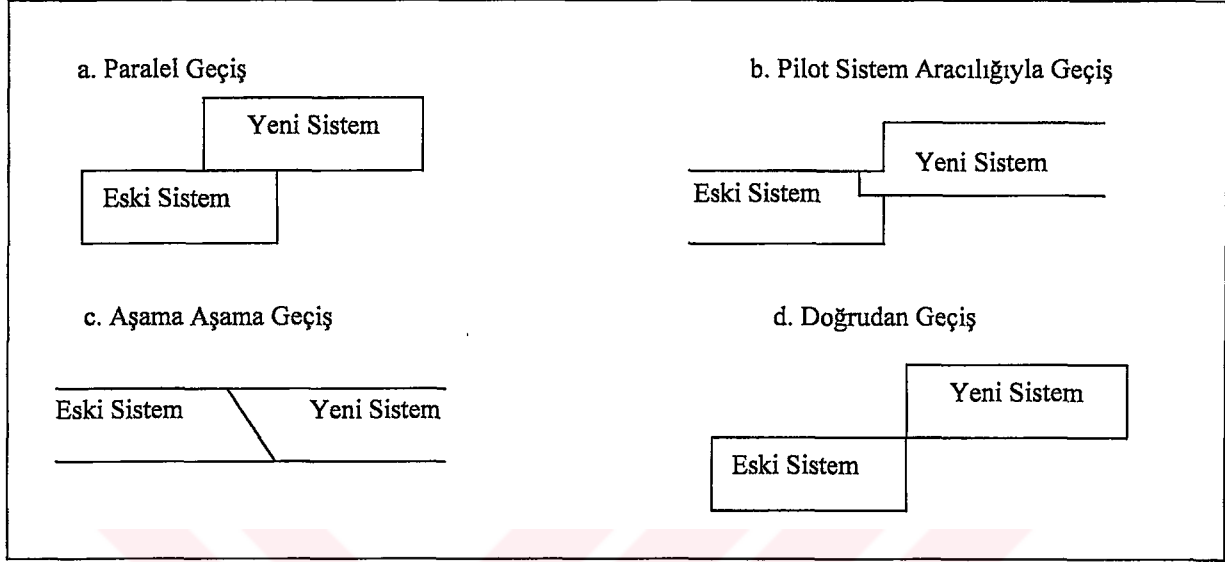 a. Paralel Geçiş
Yeni Sistem
Eski Sistem
b. Pilot Sistem Aracılığıyla Geçiş
Yeni Sistem
Eski Sistem
c. Aşama Aşama Geçiş
Eski Sistem Yeni Sistem
d. Doğrudan Geçiş
Yeni Sistem
Eski Sistem